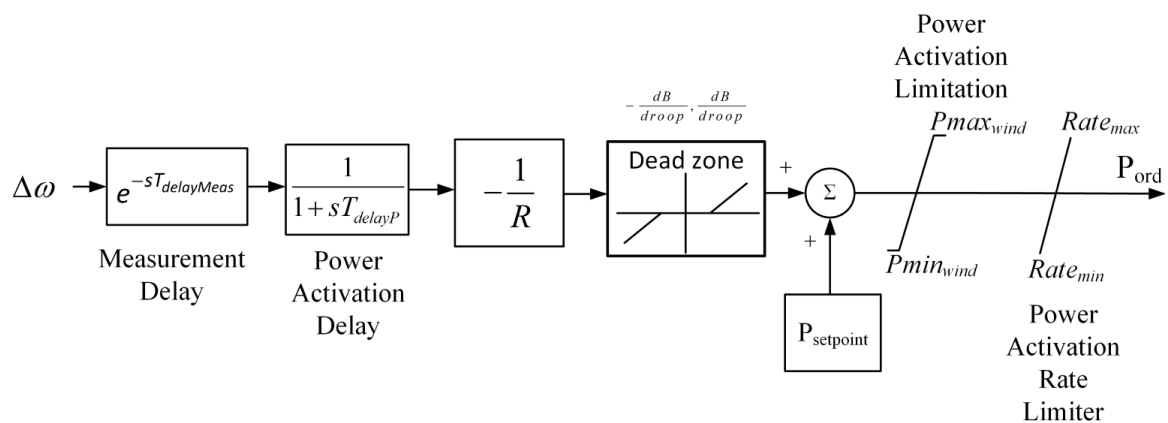 Power
Activation
Limitation
- dB/droop , dB/droop
Pmax_wind
Rate_max
Δω
e^{-sT_delayMeas}
1
1 + sT_delayP
- 1/R
Dead zone
+
Σ
P_ord
+
Pmin_wind
Rate_min
Measurement
Delay
Power
Activation
Delay
P_setpoint
Power
Activation
Rate
Limiter